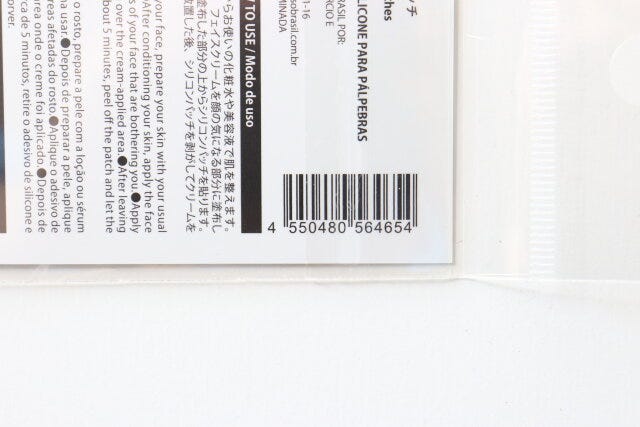 ッチ
ches
LICONE PARA PÁLPEBRAS
RASIL POR:
RCIO E
1-16
sobrasil.com.br
MINADA
4 550480 564654
TO USE / Modo de uso
らお使いの化粧水や美容液で肌を整えます。
フェイスクリームを顔の気になる部分に塗布し
塗布した部分の上からシリコンパッチを貼ります。
放置した後、シリコンパッチを剥がしてクリームを
your face, prepare your skin with your usual
●After conditioning your skin, apply the face
s of your face that are bothering you.●Apply
over the cream-applied area.●After leaving
bout 5 minutes, peel off the patch and let the
o rosto, prepare a pele com a loção ou sérum
ma usar.●Depois de preparar a pele, aplique
reas afetadas do rosto.●Aplique o adesivo de
área onde o creme foi aplicado.●Depois de
rca de 5 minutos, retire o adesivo de silicone e
orver.